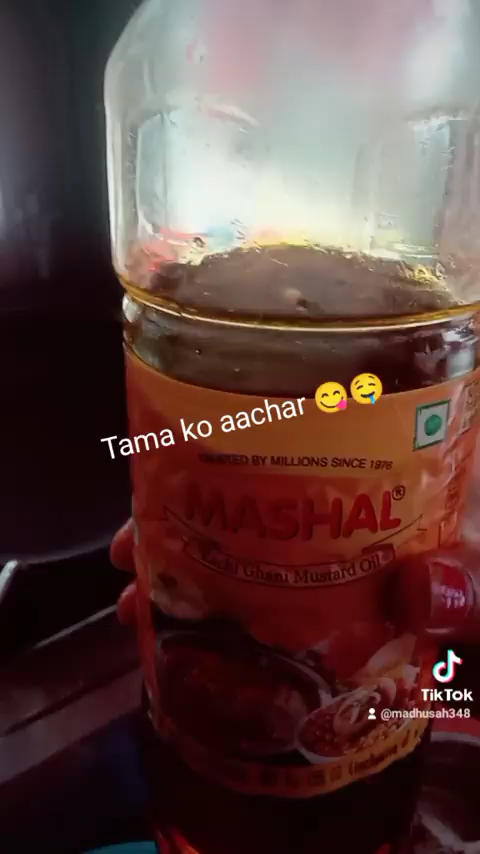 Tama ko aachar 😋🤤
TRUSTED BY MILLIONS SINCE 1976
MASHAL®
Kachi Ghani Mustard Oil
TikTok
@madhusah348